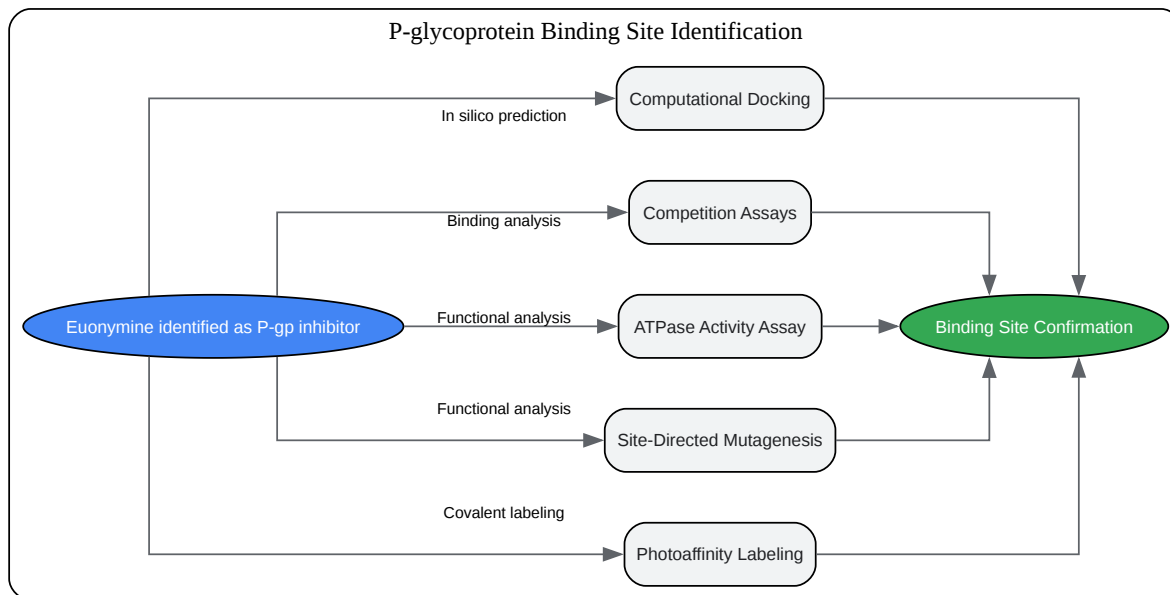 P-glycoprotein Binding Site Identification
Computational Docking
In silico prediction
Competition Assays
Binding analysis
Euonymine identified as P-gp inhibitor
Functional analysis
ATPase Activity Assay
Binding Site Confirmation
Functional analysis
Site-Directed Mutagenesis
Covalent labeling
Photoaffinity Labeling